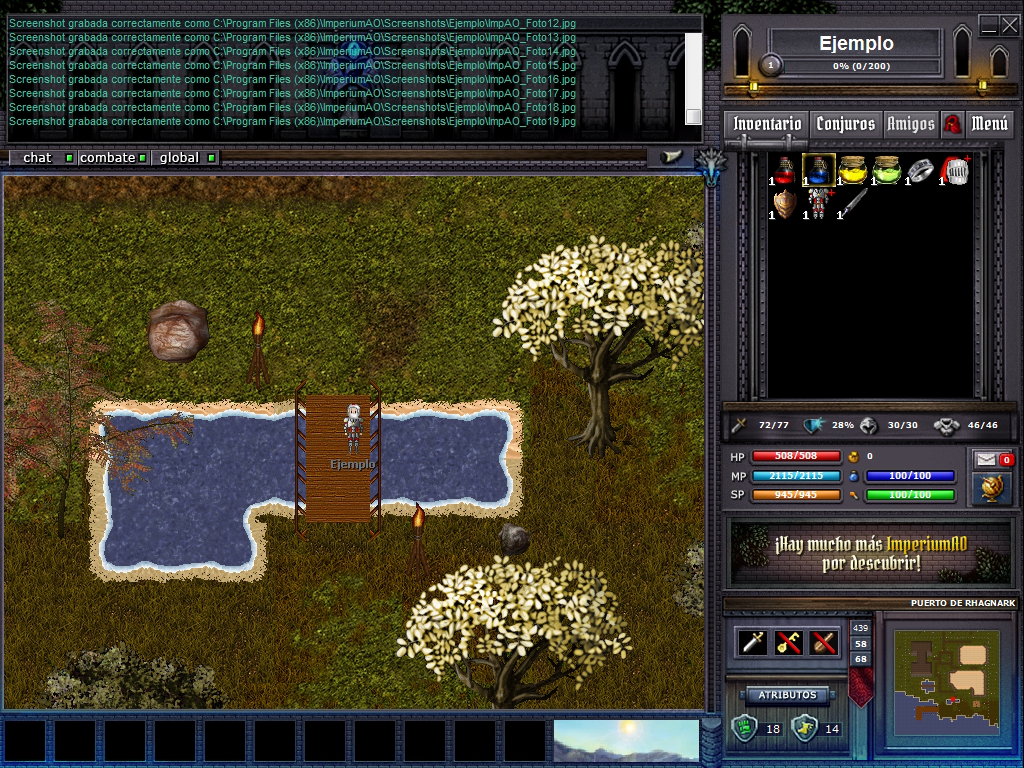 Screenshot grabada correctamente como C:\Program Files (x86)\ImperiumAO\Screenshots\Ejemplo\ImpAO_Foto12.jpg
Screenshot grabada correctamente como C:\Program Files (x86)\ImperiumAO\Screenshots\Ejemplo\ImpAO_Foto13.jpg
Screenshot grabada correctamente como C:\Program Files (x86)\ImperiumAO\Screenshots\Ejemplo\ImpAO_Foto14.jpg
Screenshot grabada correctamente como C:\Program Files (x86)\ImperiumAO\Screenshots\Ejemplo\ImpAO_Foto15.jpg
Screenshot grabada correctamente como C:\Program Files (x86)\ImperiumAO\Screenshots\Ejemplo\ImpAO_Foto16.jpg
Screenshot grabada correctamente como C:\Program Files (x86)\ImperiumAO\Screenshots\Ejemplo\ImpAO_Foto17.jpg
Screenshot grabada correctamente como C:\Program Files (x86)\ImperiumAO\Screenshots\Ejemplo\ImpAO_Foto18.jpg
Screenshot grabada correctamente como C:\Program Files (x86)\ImperiumAO\Screenshots\Ejemplo\ImpAO_Foto19.jpg
chat combate global
Ejemplo
1 0% (0/200)
Inventario Conjuros Amigos Menú
1 1 1 1 1 1
1 1 1
Ejemplo
72/77 28% 30/30 46/46
HP 508/508 0
MP 2115/2115 100/100
SP 945/945 100/100
0
¡Hay mucho más ImperiumAO
por descubrir!
PUERTO DE RHAGNARK
439
58
68
ATRIBUTOS
18 14